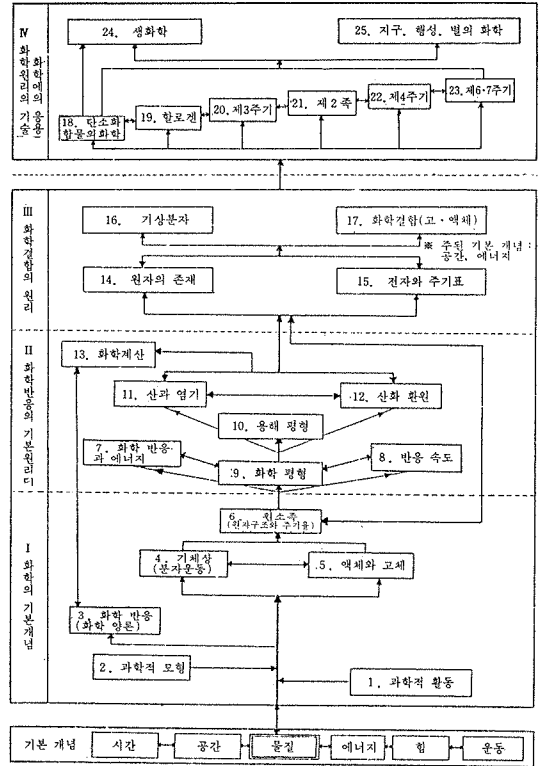 Ⅳ 화학원리의 기술
(화학에의 응용)
24. 생화학
25. 지구. 행성. 별의 화학
18. 단소화
합물의화학
19. 할로겐
20. 제3주기
21. 제 2 족
22. 제4주기
23. 제6·7주기
Ⅲ 화학결합의 원리
16. 기상분자
17. 화학결합(고·액체)
※ 주된 기본 개념:
공간, 에너지
14. 원자의 존재
15. 전자와 주기표
Ⅱ 화학반응의 기본원리
13. 화학계산
11. 산과 염기
12. 산화 환원
10. 용해 평형
7. 화학 반응
과 에너지
9. 화학 평형
8. 반응 속도
Ⅰ 화학의 기본개념
6. 원소족
(원자구조와 주기율)
4. 기체상
(분자운동)
5. 액체와 고체
3. 화학 반응
(화학 양론)
2. 과학적 모형
1. 과학적 활동
기본 개념 시간 공간 물질 에너지 힘 운동